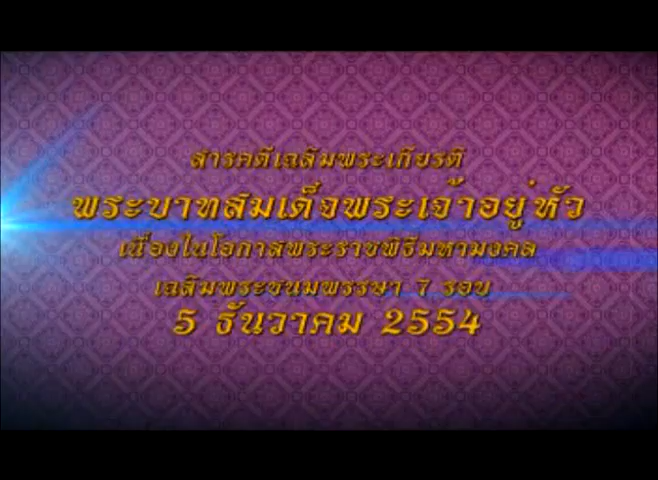 สารคดีเฉลิมพระเกียรติ
พระบาทสมเด็จพระเจ้าอยู่หัว
เนื่องในโอกาสพระราชพิธีมหามงคล
เฉลิมพระชนมพรรษา 7 รอบ
5 ธันวาคม 2554